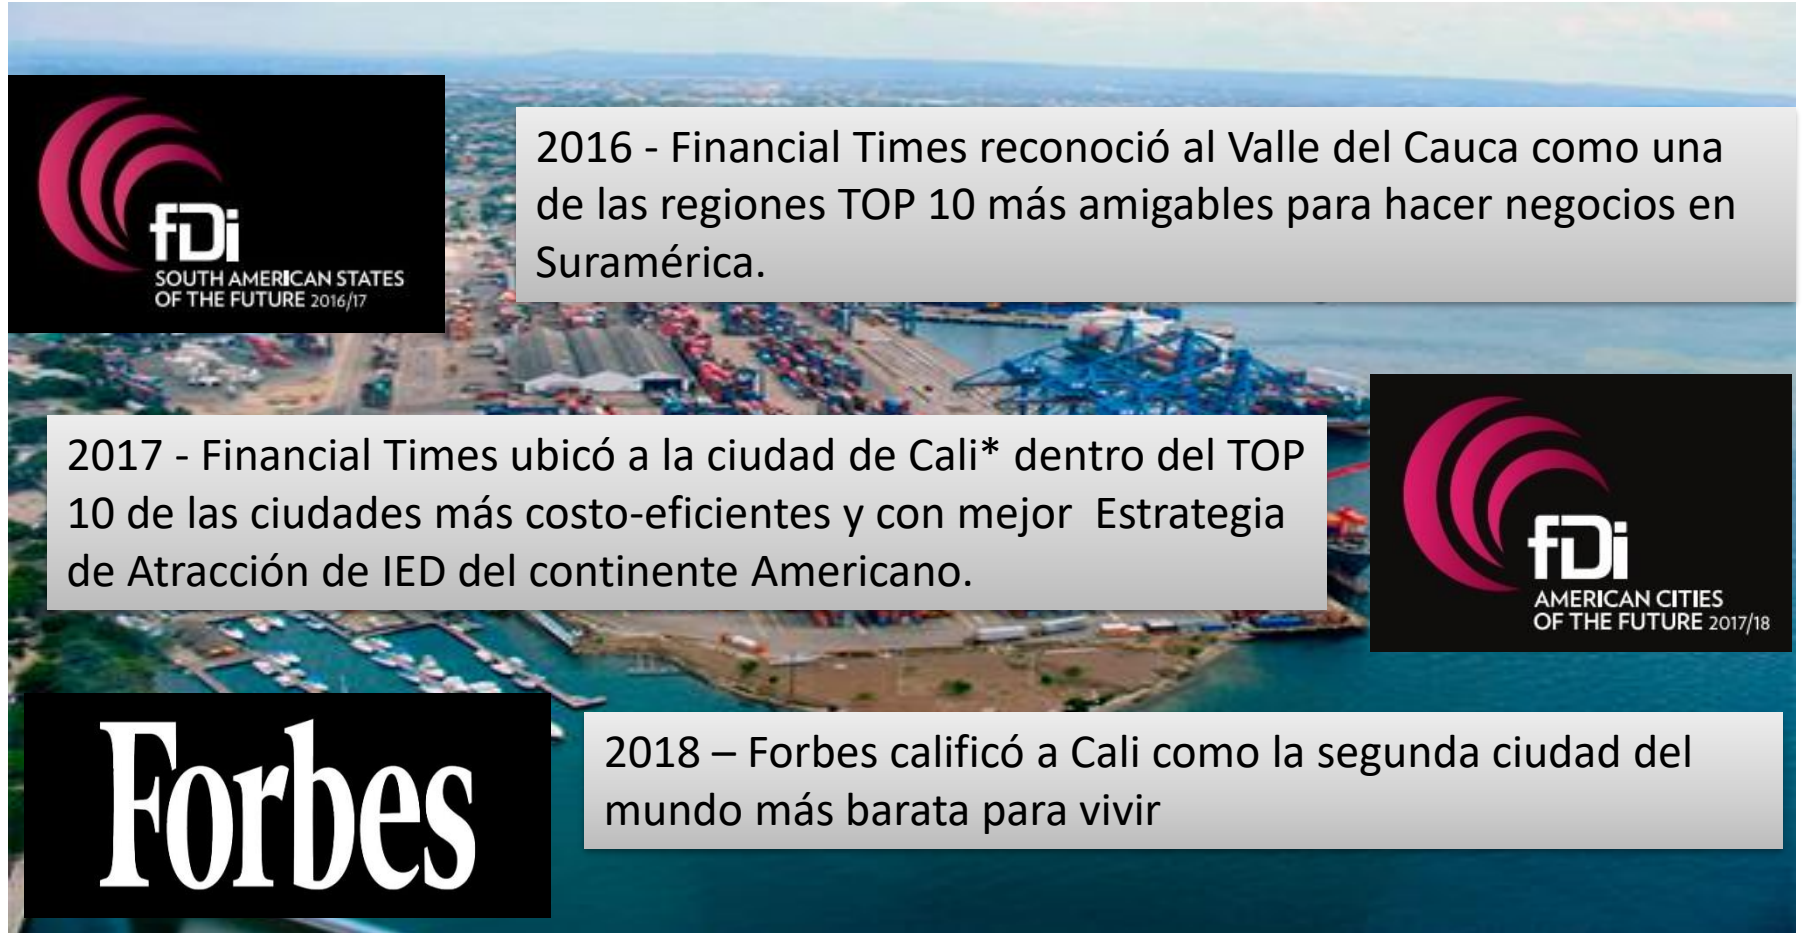 fDi
SOUTH AMERICAN STATES
OF THE FUTURE 2016/17
2016 - Financial Times reconoció al Valle del Cauca como una
de las regiones TOP 10 más amigables para hacer negocios en
Suramérica.
2017 - Financial Times ubicó a la ciudad de Cali* dentro del TOP
10 de las ciudades más costo-eficientes y con mejor  Estrategia
de Atracción de IED del continente Americano.
fDi
AMERICAN CITIES
OF THE FUTURE 2017/18
Forbes
2018 – Forbes calificó a Cali como la segunda ciudad del
mundo más barata para vivir